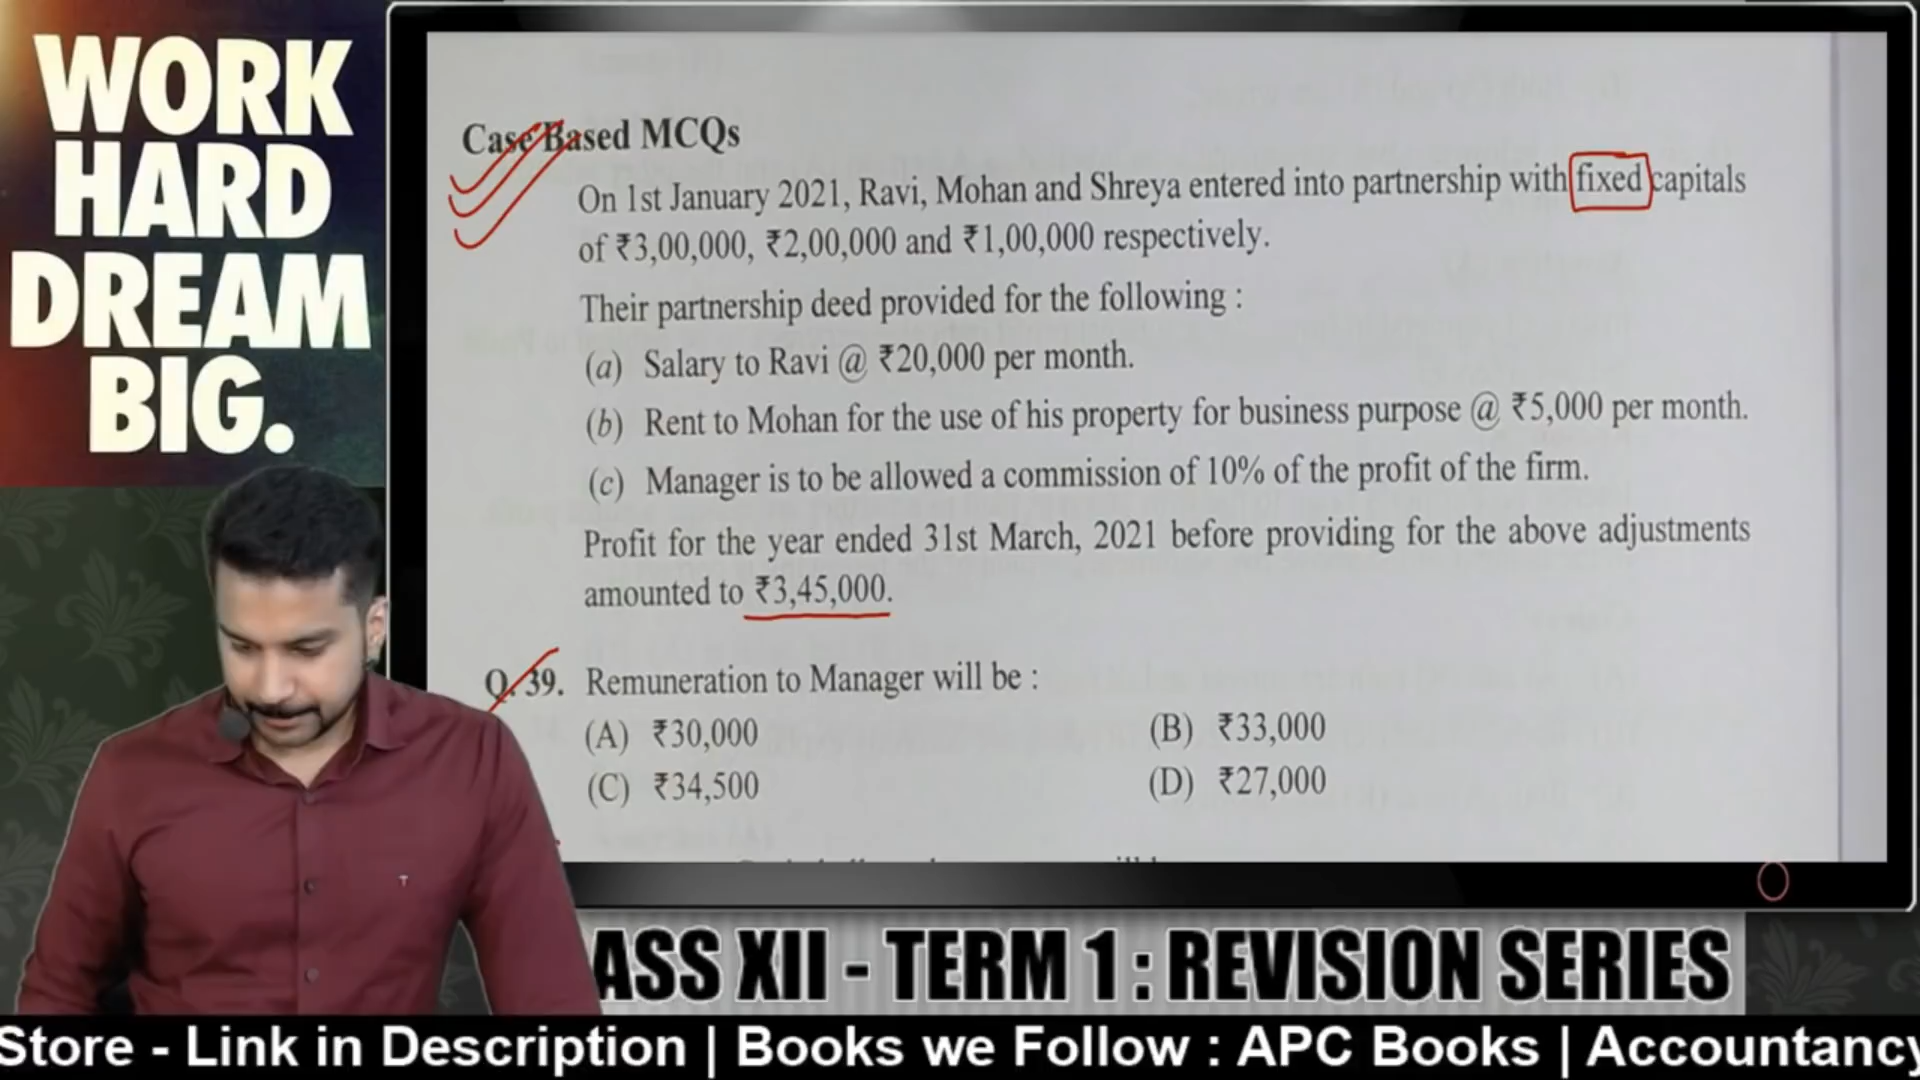 WORK
HARD
DREAM
BIG.
Case Based MCQs
On 1st January 2021, Ravi, Mohan and Shreya entered into partnership with fixed capitals
of ₹3,00,000, ₹2,00,000 and ₹1,00,000 respectively.
Their partnership deed provided for the following :
(a) Salary to Ravi @ ₹20,000 per month.
(b) Rent to Mohan for the use of his property for business purpose @ ₹5,000 per month.
(c) Manager is to be allowed a commission of 10% of the profit of the firm.
Profit for the year ended 31st March, 2021 before providing for the above adjustments
amounted to ₹3,45,000.
Q. 39. Remuneration to Manager will be :
(A) ₹30,000 (B) ₹33,000
(C) ₹34,500 (D) ₹27,000
ASS XII - TERM 1 : REVISION SERIES
Store - Link in Description | Books we Follow : APC Books | Accountancy